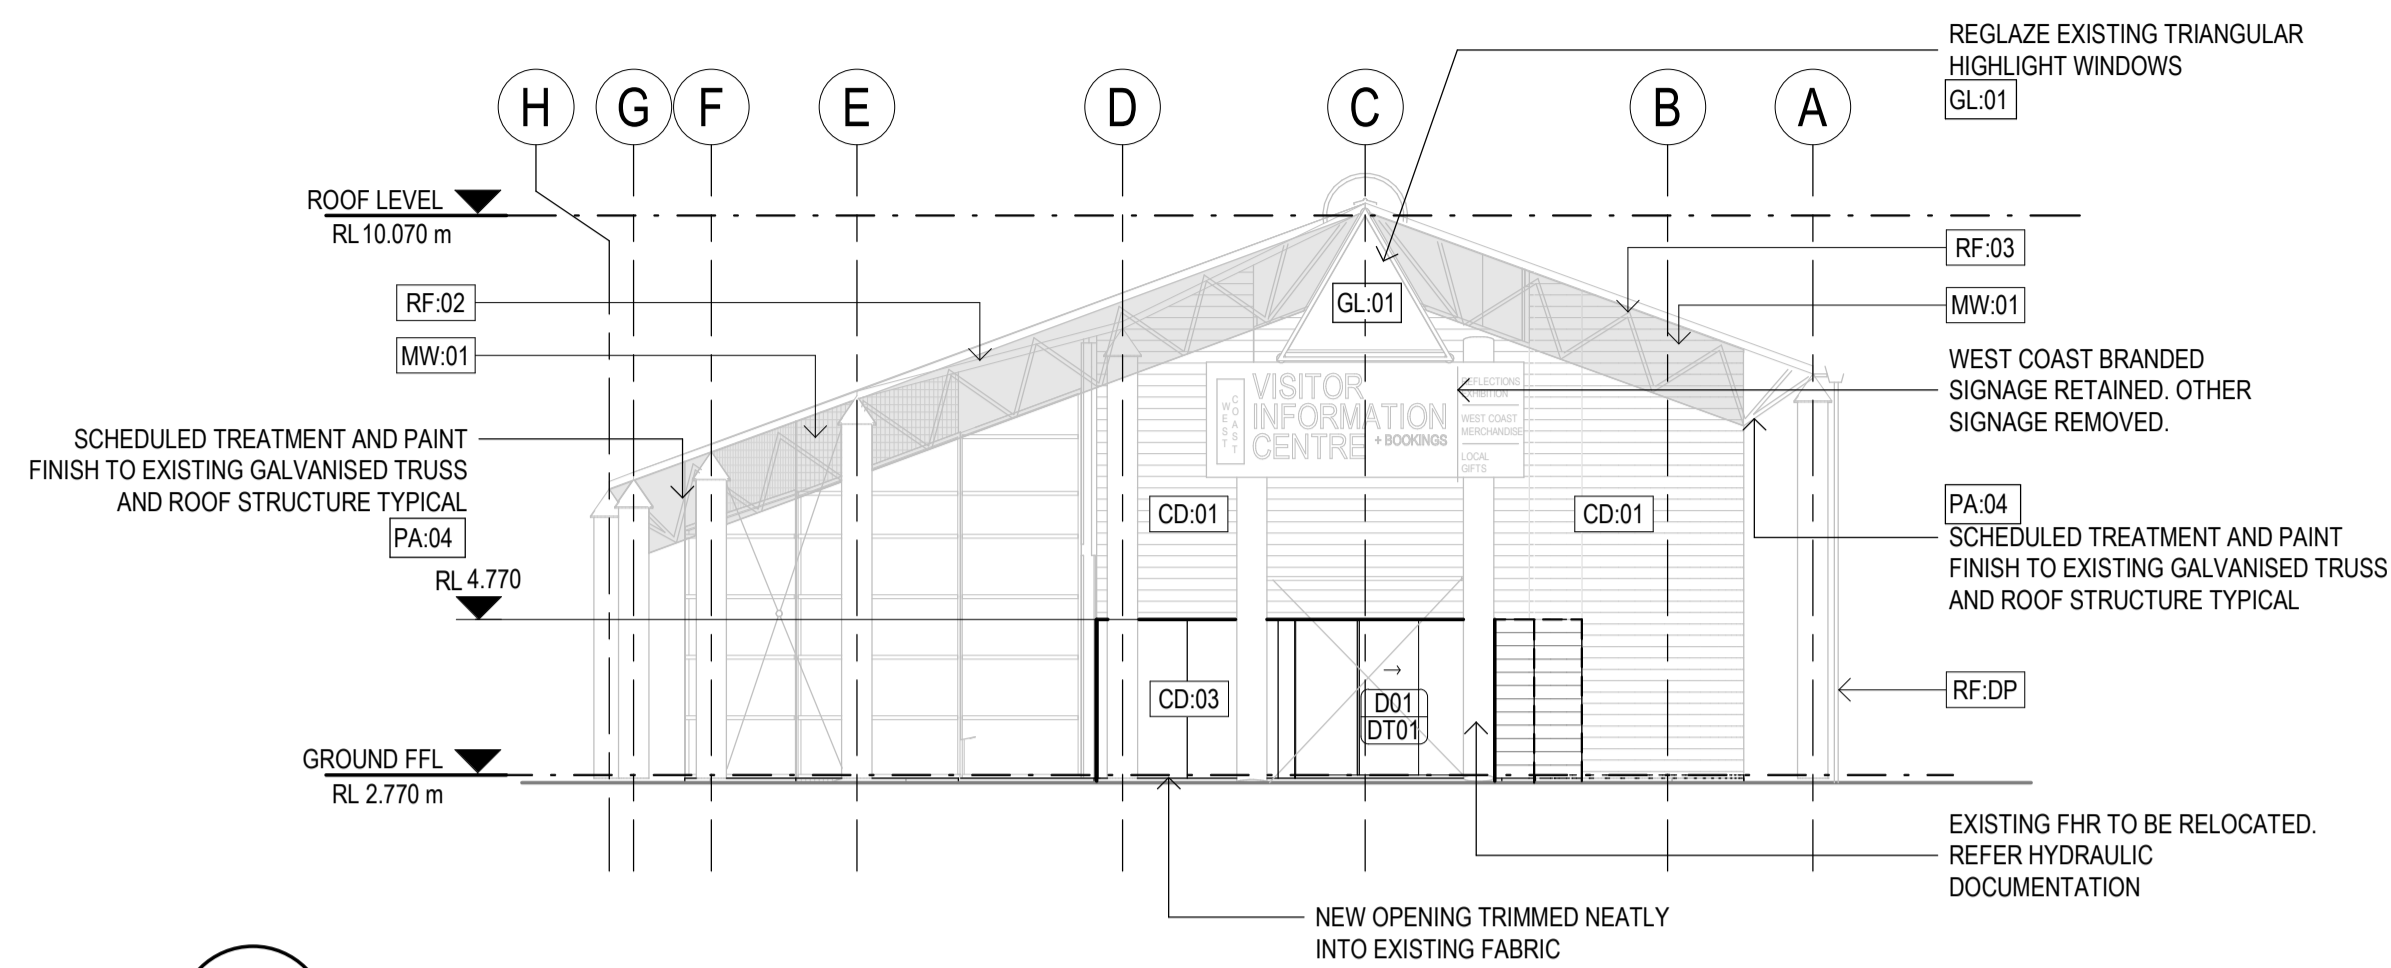 REGLAZE EXISTING TRIANGULAR
HIGHLIGHT WINDOWS
GL:01
H G F E D C B A
ROOF LEVEL
RL 10.070 m
RF:02
MW:01
SCHEDULED TREATMENT AND PAINT
FINISH TO EXISTING GALVANISED TRUSS
AND ROOF STRUCTURE TYPICAL
PA:04
RL 4.770
GROUND FFL
RL 2.770 m
GL:01
WEST
COAST
VISITOR
INFORMATION
CENTRE + BOOKINGS
REFLECTIONS
EXHIBITION
WEST COAST
MERCHANDISE
LOCAL
GIFTS
CD:01
CD:01
CD:03
D01
DT01
RF:03
MW:01
WEST COAST BRANDED
SIGNAGE RETAINED. OTHER
SIGNAGE REMOVED.
PA:04
SCHEDULED TREATMENT AND PAINT
FINISH TO EXISTING GALVANISED TRUSS
AND ROOF STRUCTURE TYPICAL
RF:DP
EXISTING FHR TO BE RELOCATED.
REFER HYDRAULIC
DOCUMENTATION
NEW OPENING TRIMMED NEATLY
INTO EXISTING FABRIC